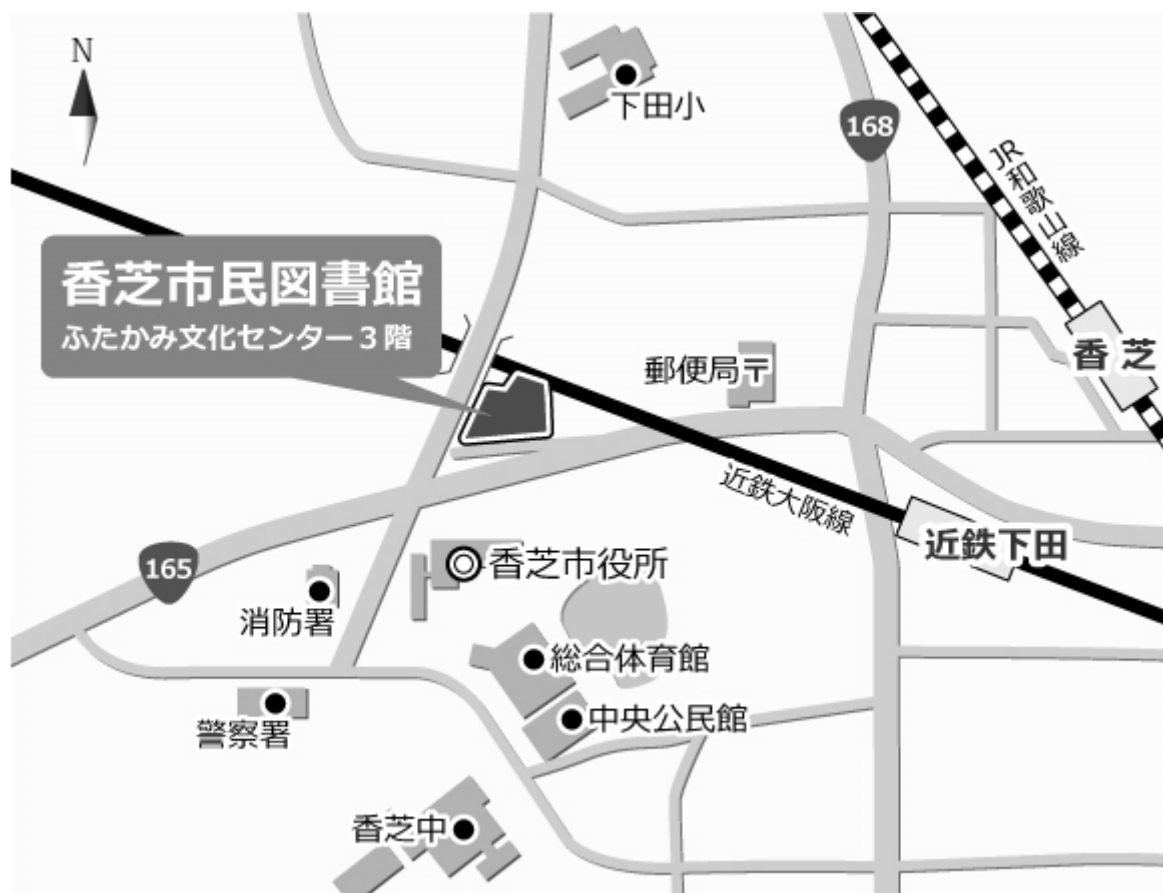 N
下田小
168
JR和歌山線
香芝市民図書館
ふたかみ文化センター3階
郵便局〒
香芝
近鉄大阪線
近鉄下田
165
香芝市役所
消防署
総合体育館
警察署
中央公民館
香芝中